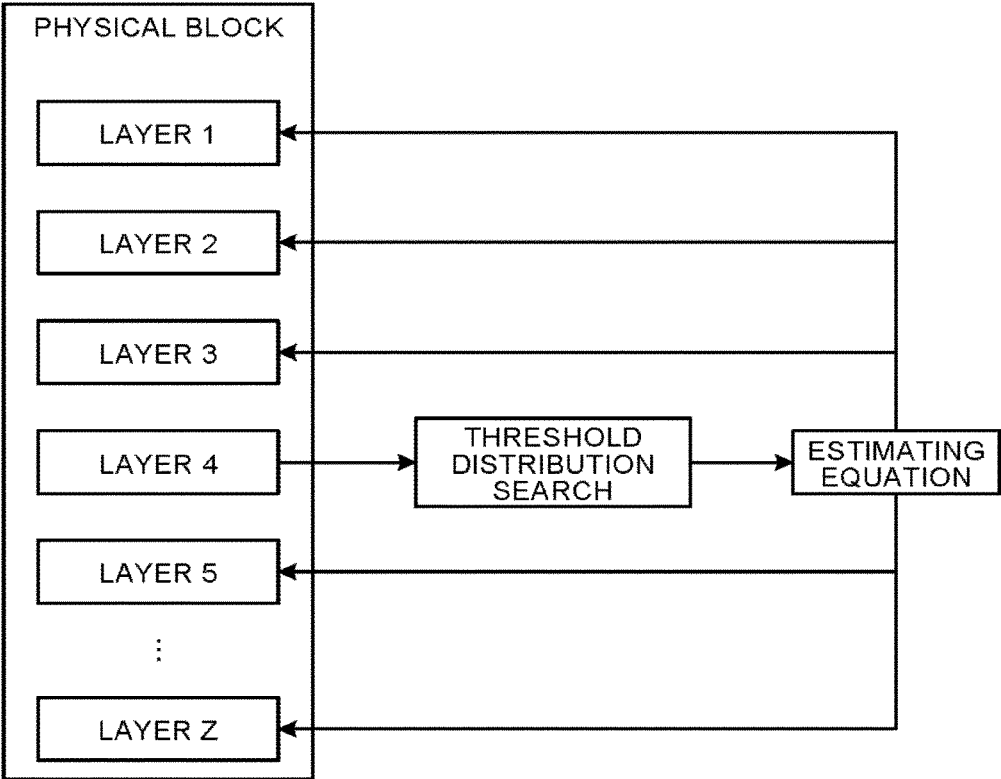 PHYSICAL BLOCK
LAYER 1
LAYER 2
LAYER 3
LAYER 4
THRESHOLD
DISTRIBUTION
SEARCH
ESTIMATING
EQUATION
LAYER 5
⋮
LAYER Z